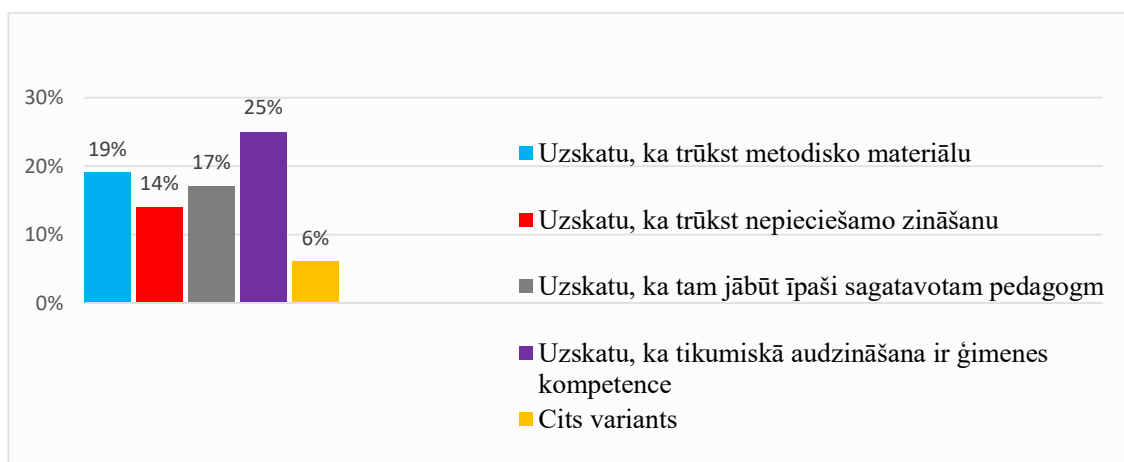 30%
25%
19%
17%
14%
20%
10%
6%
0%
Uzskatu, ka trūkst metodisko materiālu
Uzskatu, ka trūkst nepieciešamo zināšanu
Uzskatu, ka tam jābūt īpaši sagatavotam pedagogm
Uzskatu, ka tikumiskā audzināšana ir ģimenes
kompetence
Cits variants